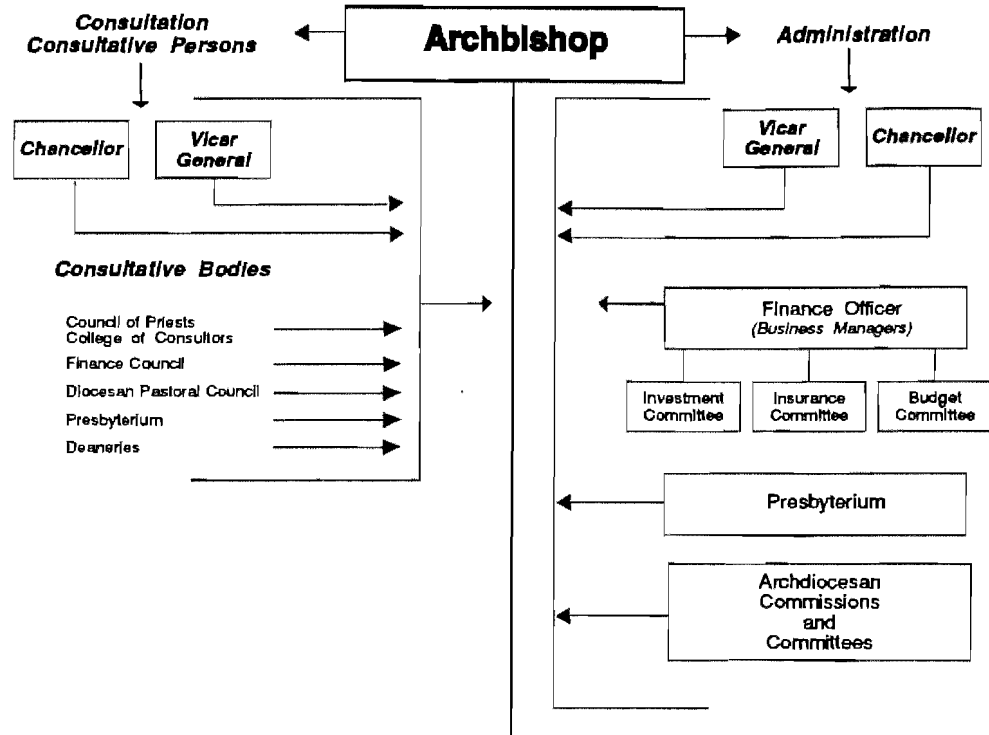 Consultation
Consultative Persons
Archbishop
Administration
Chancellor
Vicar
General
Vicar
General
Chancellor
Consultative Bodies
Council of Priests
College of Consultors
Finance Council
Diocesan Pastoral Council
Presbyterium
Deaneries
Finance Officer
(Business Managers)
Investment
Committee
Insurance
Committee
Budget
Committee
Presbyterium
Archdiocesan
Commissions
and
Committees